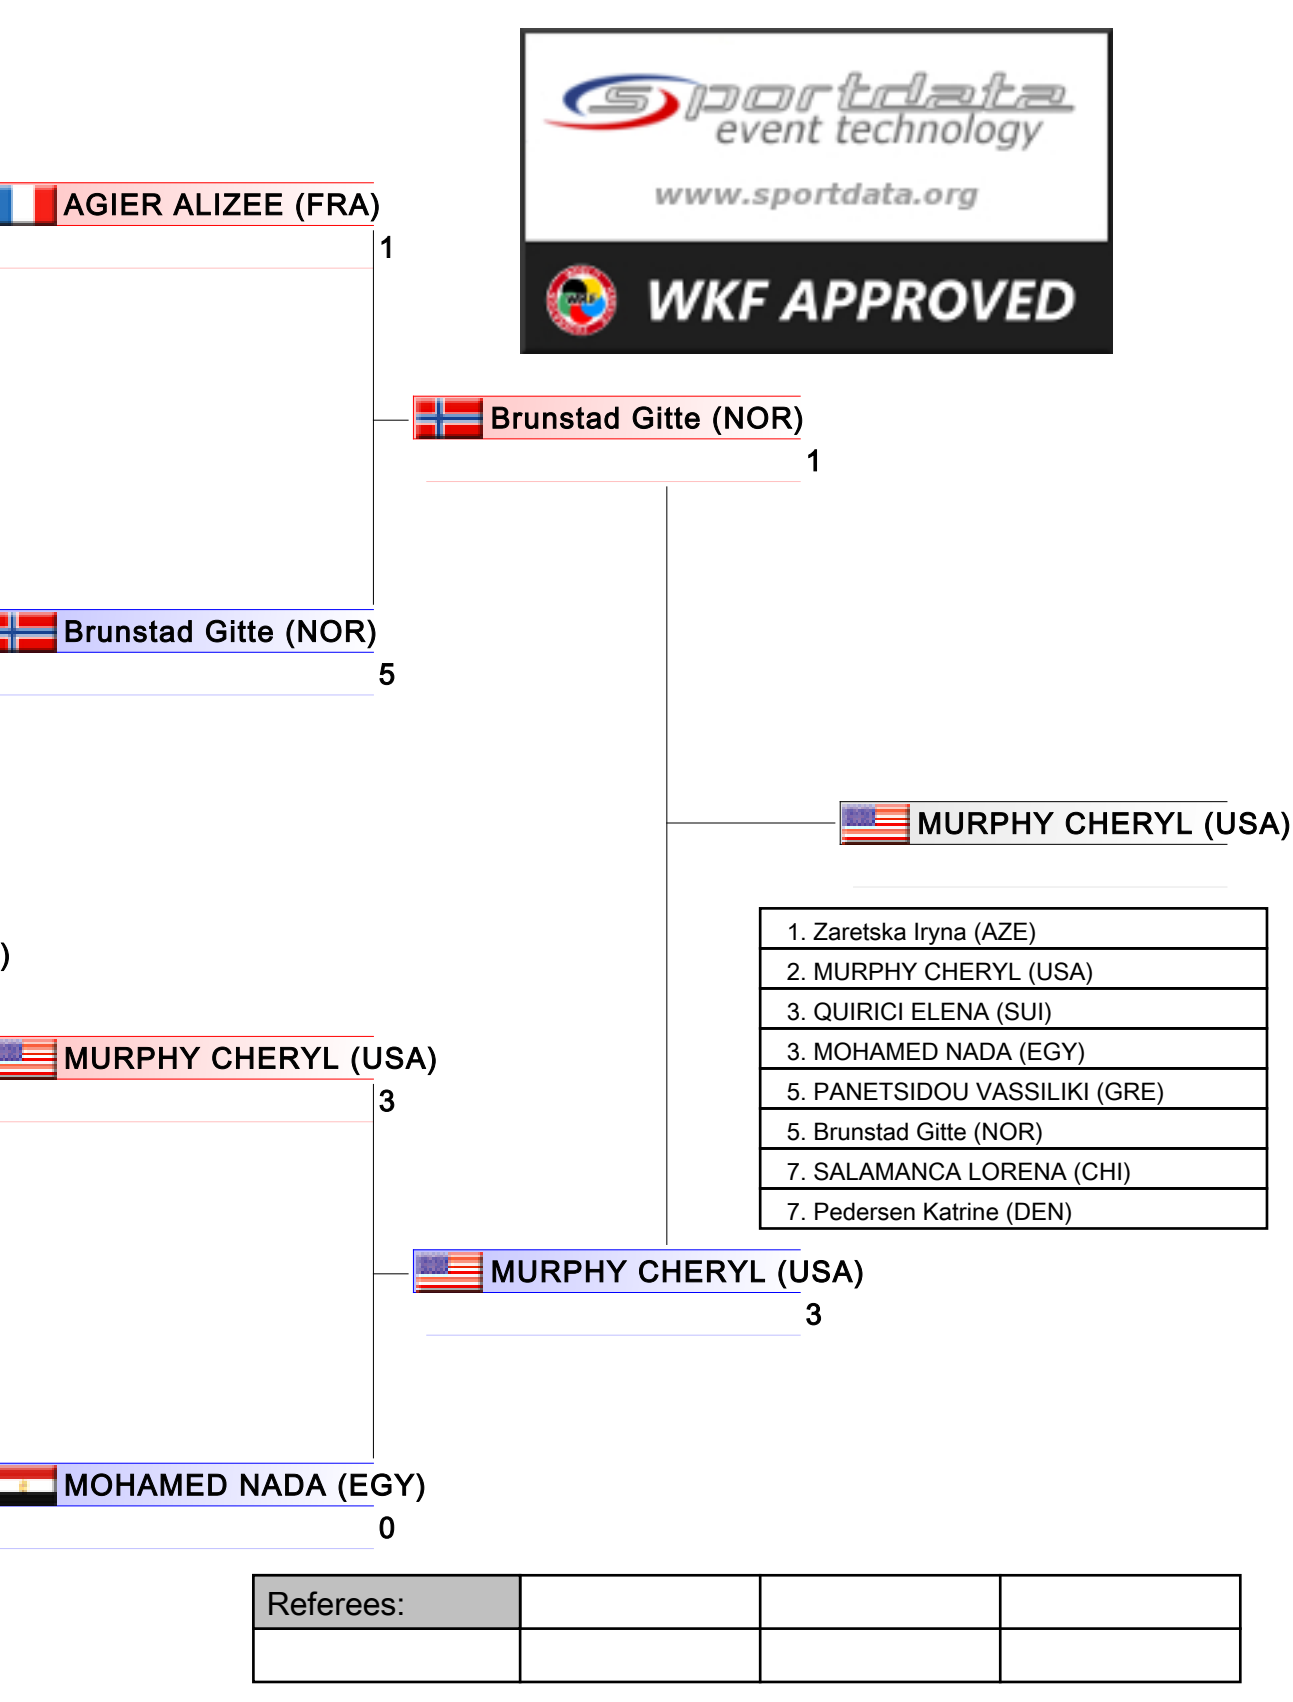 sportdata
event technology
www.sportdata.org
WKF
WKF APPROVED
AGIER ALIZEE (FRA)
1
Brunstad Gitte (NOR)
1
Brunstad Gitte (NOR)
5
MURPHY CHERYL (USA)
1. Zaretska Iryna (AZE)
2. MURPHY CHERYL (USA)
3. QUIRICI ELENA (SUI)
3. MOHAMED NADA (EGY)
5. PANETSIDOU VASSILIKI (GRE)
5. Brunstad Gitte (NOR)
7. SALAMANCA LORENA (CHI)
7. Pedersen Katrine (DEN)
)
MURPHY CHERYL (USA)
3
MURPHY CHERYL (USA)
3
MOHAMED NADA (EGY)
0
Referees: